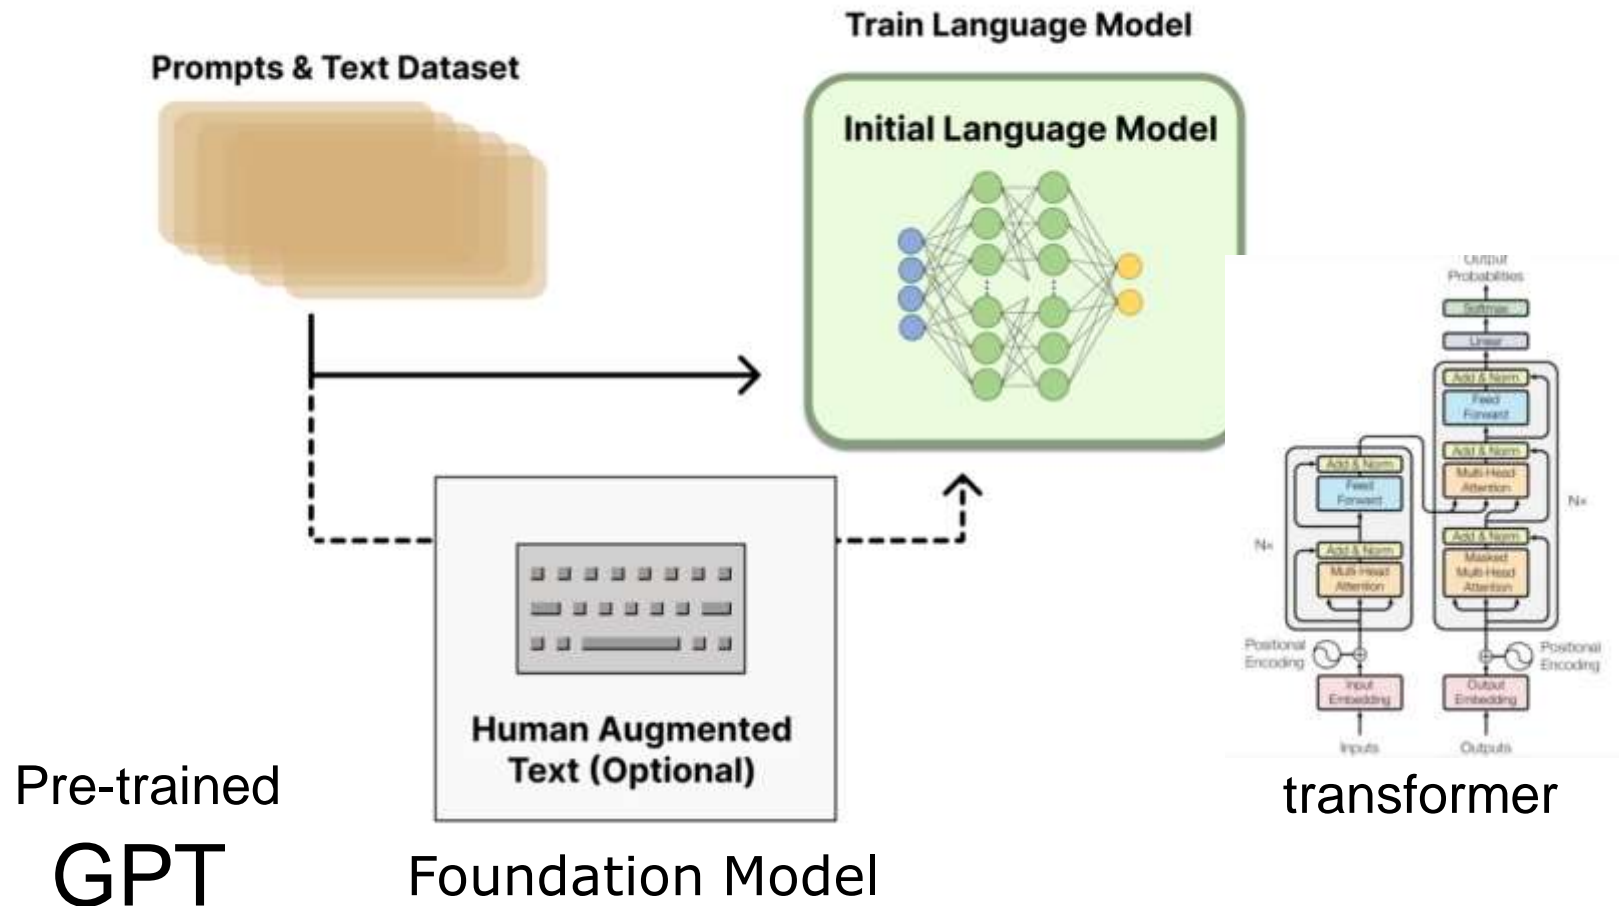 Train Language Model
Prompts & Text Dataset
Initial Language Model
Output
Probabilities
Softmax
Linear
Add & Norm
Feed
Forward
Add & Norm
Multi-Head
Attention
Nx
Add & Norm
Masked
Multi-Head
Attention
Add & Norm
Feed
Forward
Nx
Add & Norm
Multi-Head
Attention
Positional
Encoding
Positional
Encoding
Input
Embedding
Output
Embedding
Inputs
Outputs
transformer
Human Augmented
Text (Optional)
Pre-trained
GPT
Foundation Model